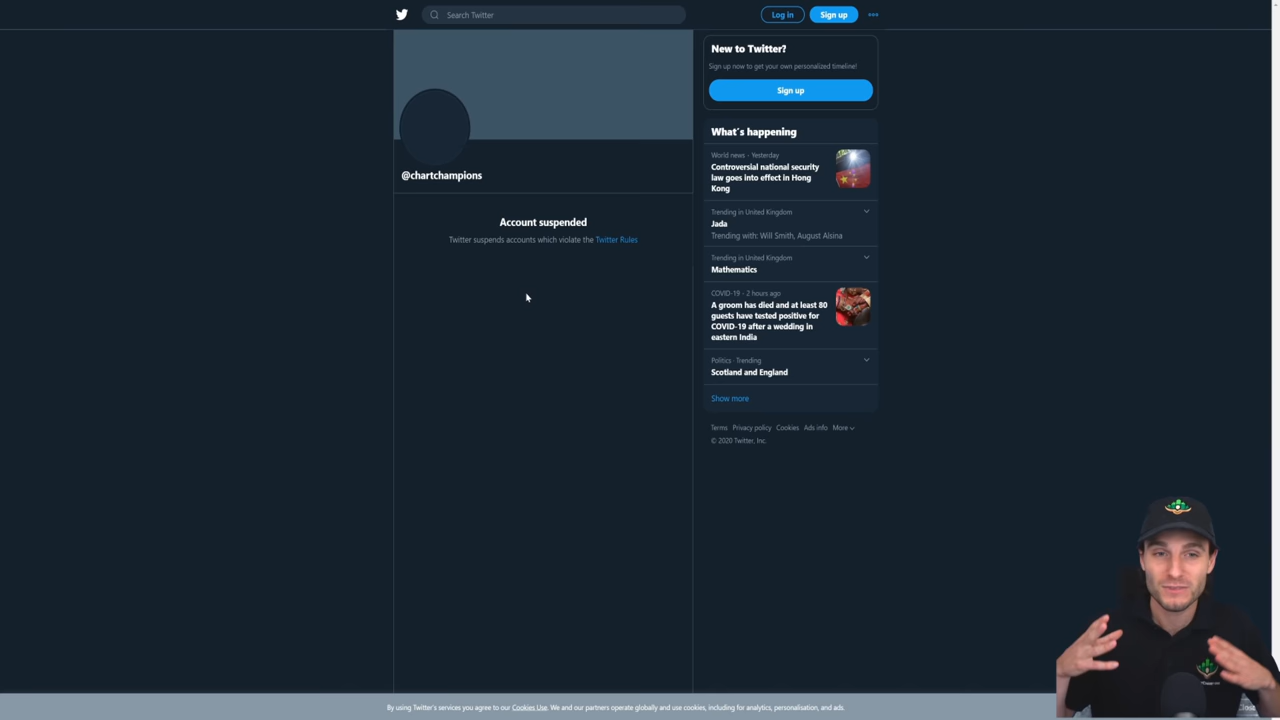 Search Twitter
Log in
Sign up
@chartchampions
Account suspended
Twitter suspends accounts which violate the Twitter Rules
New to Twitter?
Sign up now to get your own personalized timeline!
Sign up
What's happening
World news · Yesterday
Controversial national security
law goes into effect in Hong
Kong
Trending in United Kingdom
Jada
Trending with: Will Smith, August Alsina
Trending in United Kingdom
Mathematics
COVID-19 · 2 hours ago
A groom has died and at least 80
guests have tested positive for
COVID-19 after a wedding in
eastern India
Politics · Trending
Scotland and England
Show more
Terms Privacy policy Cookies Ads info More
© 2020 Twitter, Inc.
By using Twitter's services you agree to our Cookies Use. We and our partners operate globally and use cookies, including for analytics, personalisation, and ads.
Close